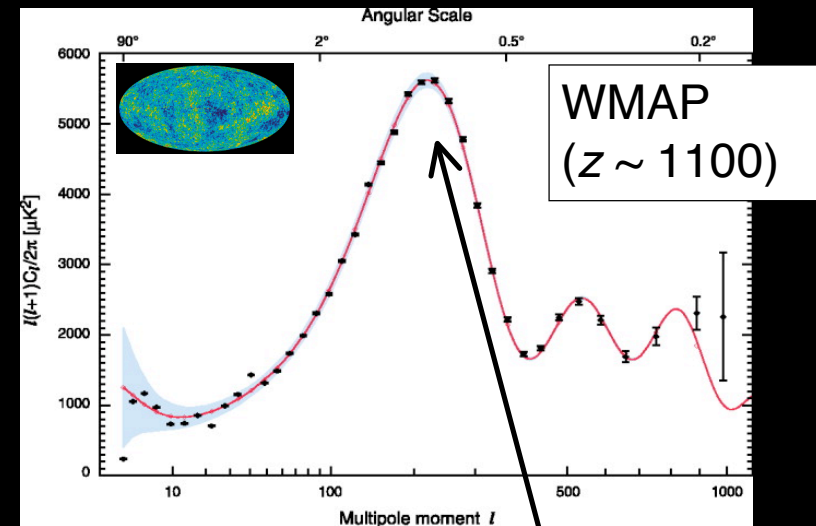 Angular Scale
90° 2° 0.5° 0.2°
6000
5000
4000
3000
2000
1000
0
l(l+1)Cl/2π [μK²]
WMAP
(z ~ 1100)
10 100 500 1000
Multipole moment l